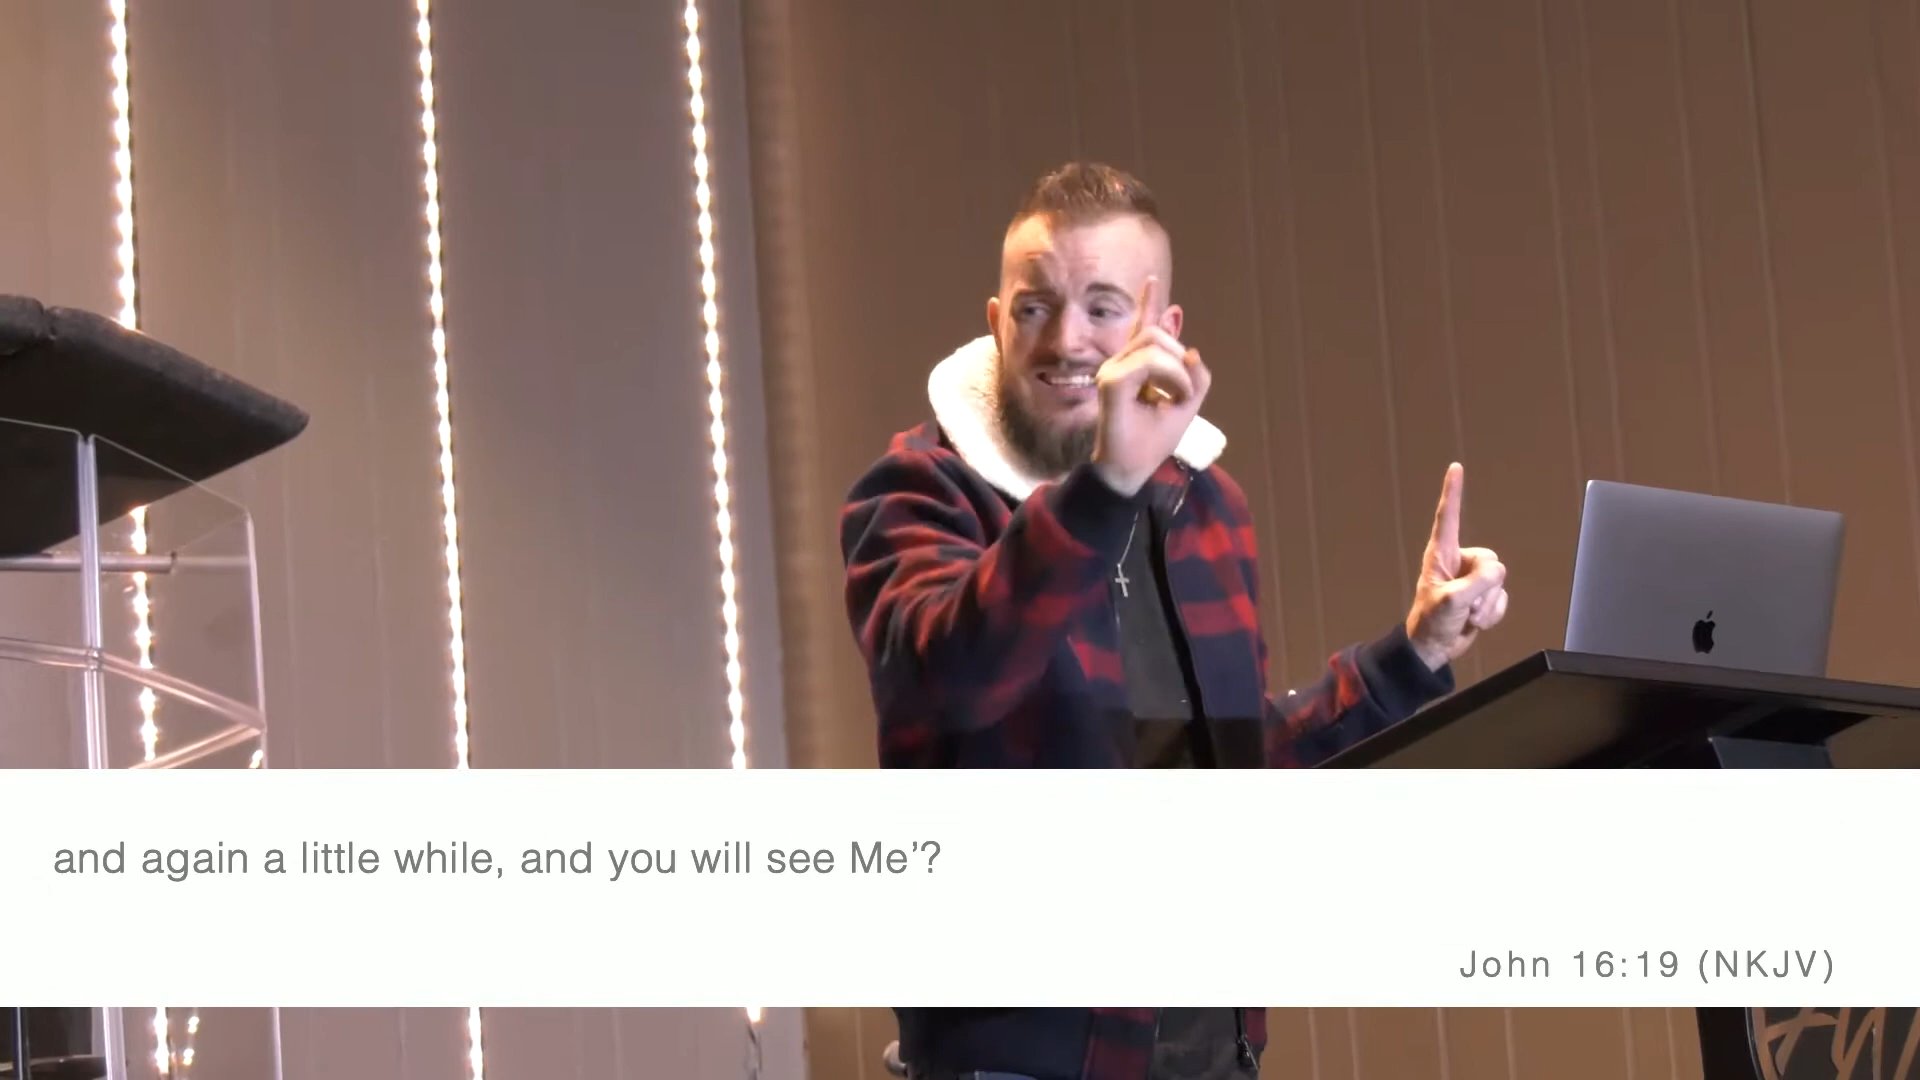 and again a little while, and you will see Me’?
John 16:19 (NKJV)